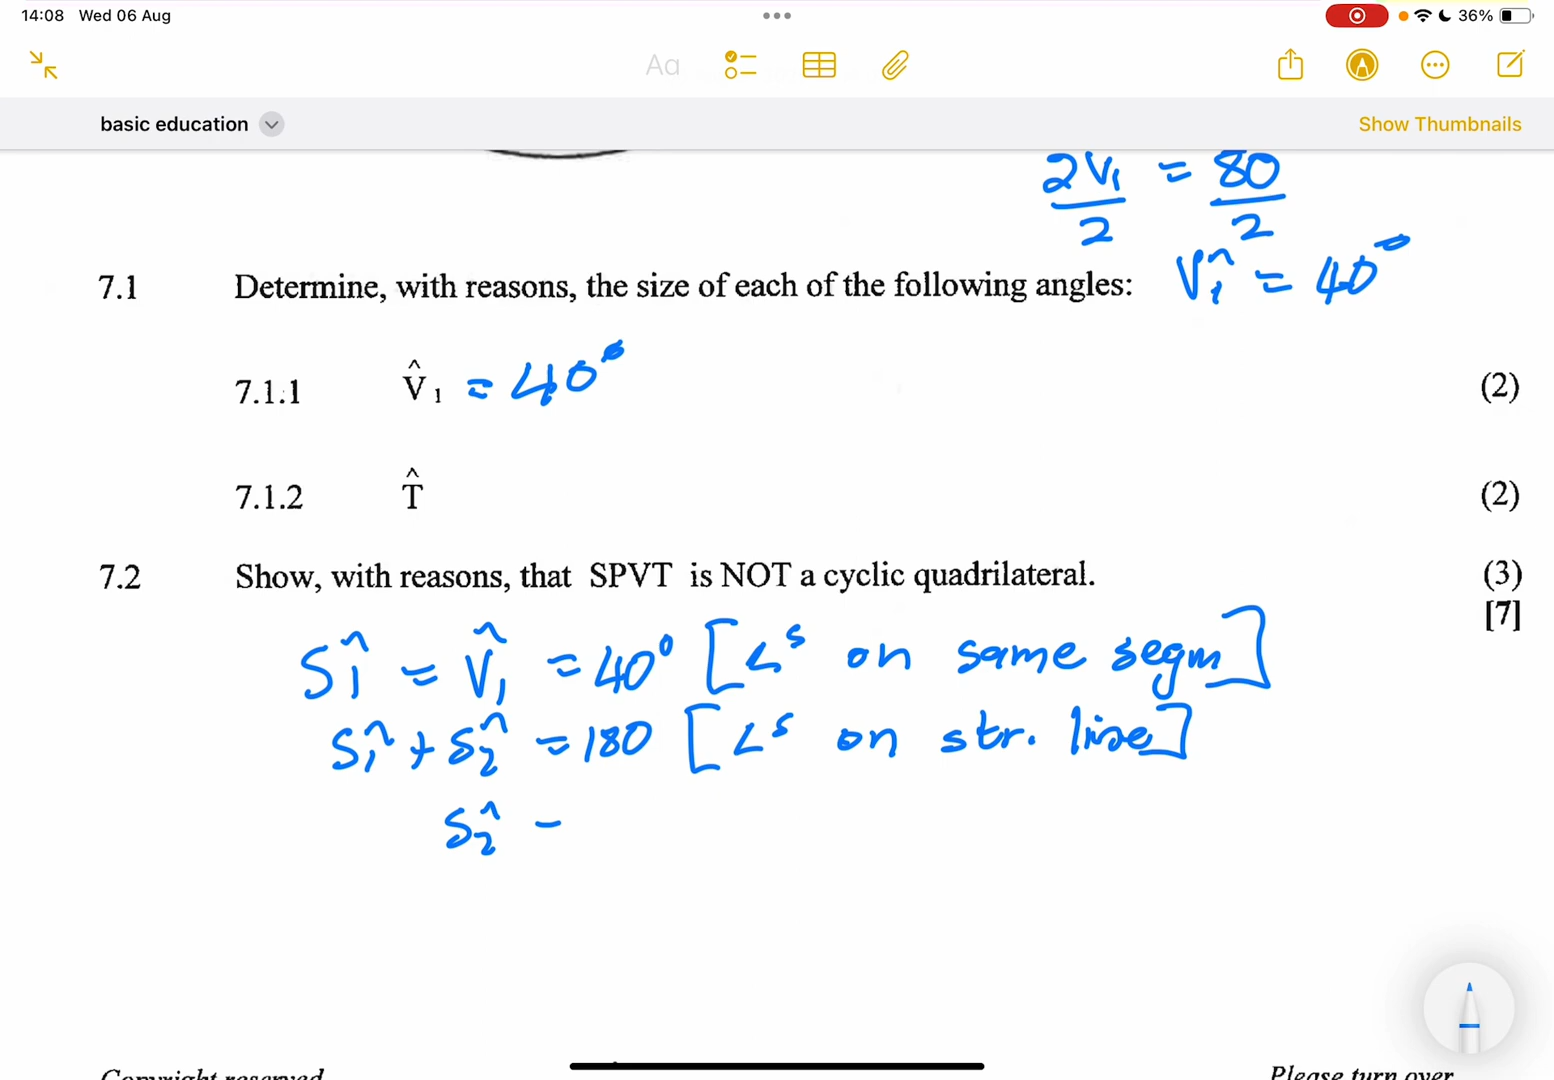 14:08 Wed 06 Aug
36%
Aa
basic education
Show Thumbnails
2V₁ = 80
2 2
7.1 Determine, with reasons, the size of each of the following angles:
V̂₁ = 40°
7.1.1 V̂₁ = 40° (2)
7.1.2 T̂ (2)
7.2 Show, with reasons, that SPVT is NOT a cyclic quadrilateral. (3)
[7]
Ŝ₁ = V̂₁ = 40° [∠s on same segm]
Ŝ₁ + Ŝ₂ = 180 [∠s on str. line]
Ŝ₂ -
Copyright reserved
Please turn over